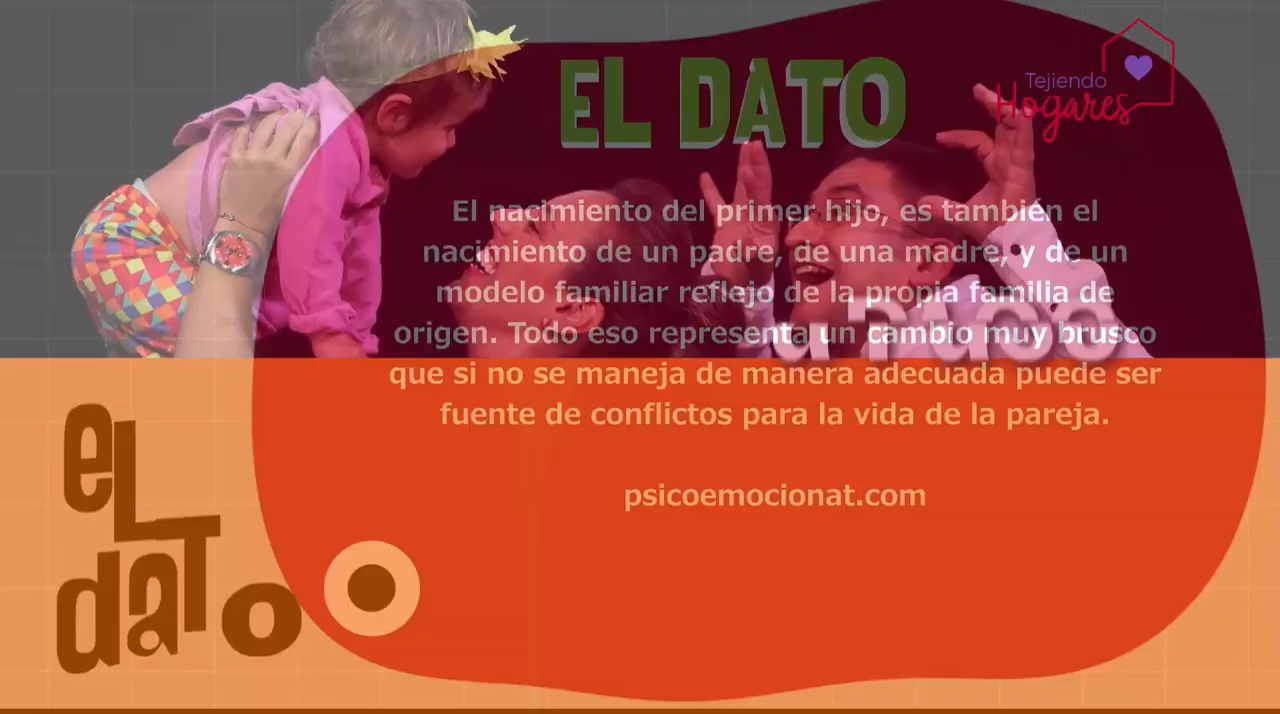 EL DATO
Tejiendo
Hogares
El nacimiento del primer hijo, es también el
nacimiento de un padre, de una madre, y de un
modelo familiar reflejo de la propia familia de
origen. Todo eso representa un cambio muy brusco
que si no se maneja de manera adecuada puede ser
fuente de conflictos para la vida de la pareja.
psicoemocionat.com
eL
daTo